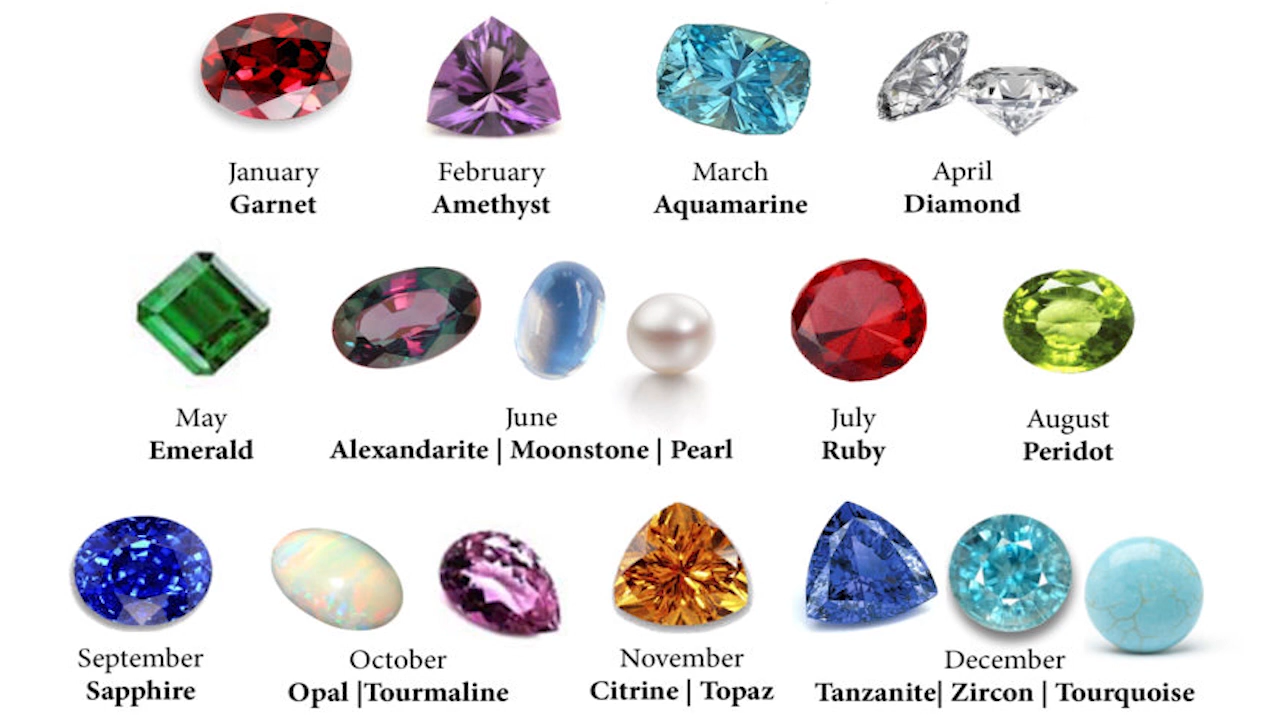 January
Garnet
February
Amethyst
March
Aquamarine
April
Diamond
May
Emerald
June
Alexandarite | Moonstone | Pearl
July
Ruby
August
Peridot
September
Sapphire
October
Opal |Tourmaline
November
Citrine | Topaz
December
Tanzanite| Zircon | Tourquoise